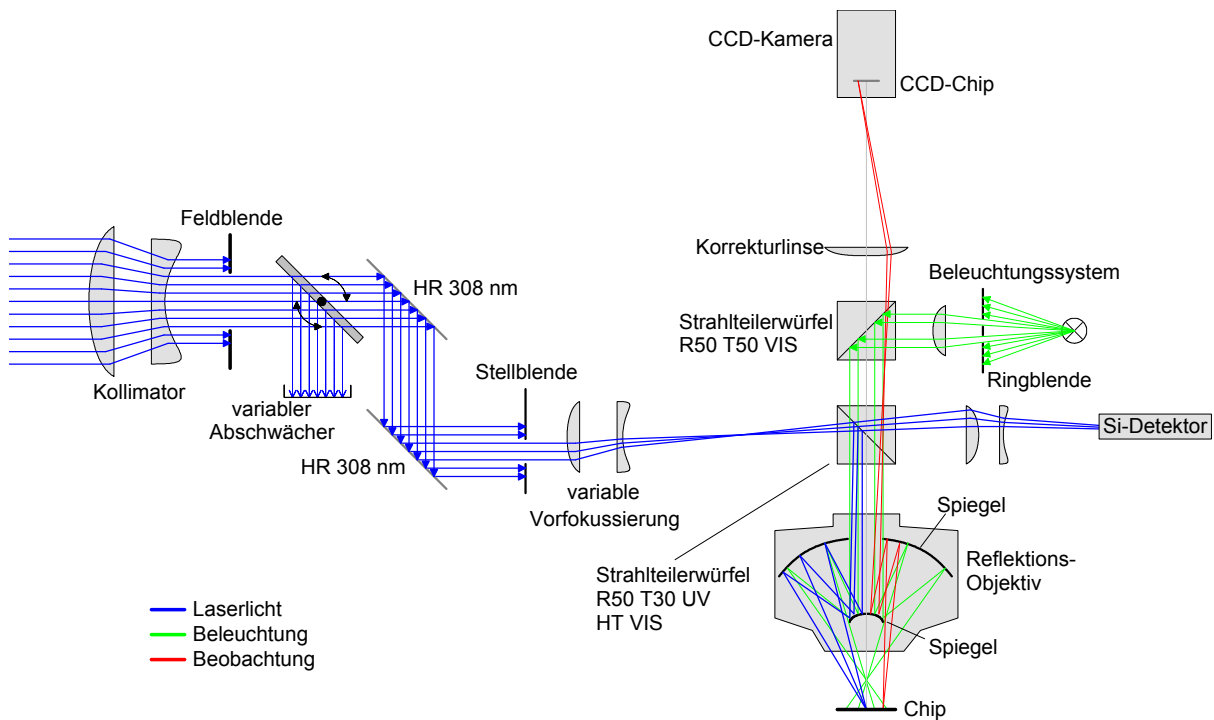 CCD-Kamera
CCD-Chip
Feldblende
Korrekturlinse
Beleuchtungssystem
HR 308 nm
Strahlteilerwürfel
R50 T50 VIS
Kollimator
Stellblende
Ringblende
variabler
Abschwächer
Si-Detektor
HR 308 nm
variable
Vorfokussierung
Spiegel
Strahlteilerwürfel
R50 T30 UV
HT VIS
Reflektions-
Objektiv
Laserlicht
Beleuchtung
Beobachtung
Spiegel
Chip